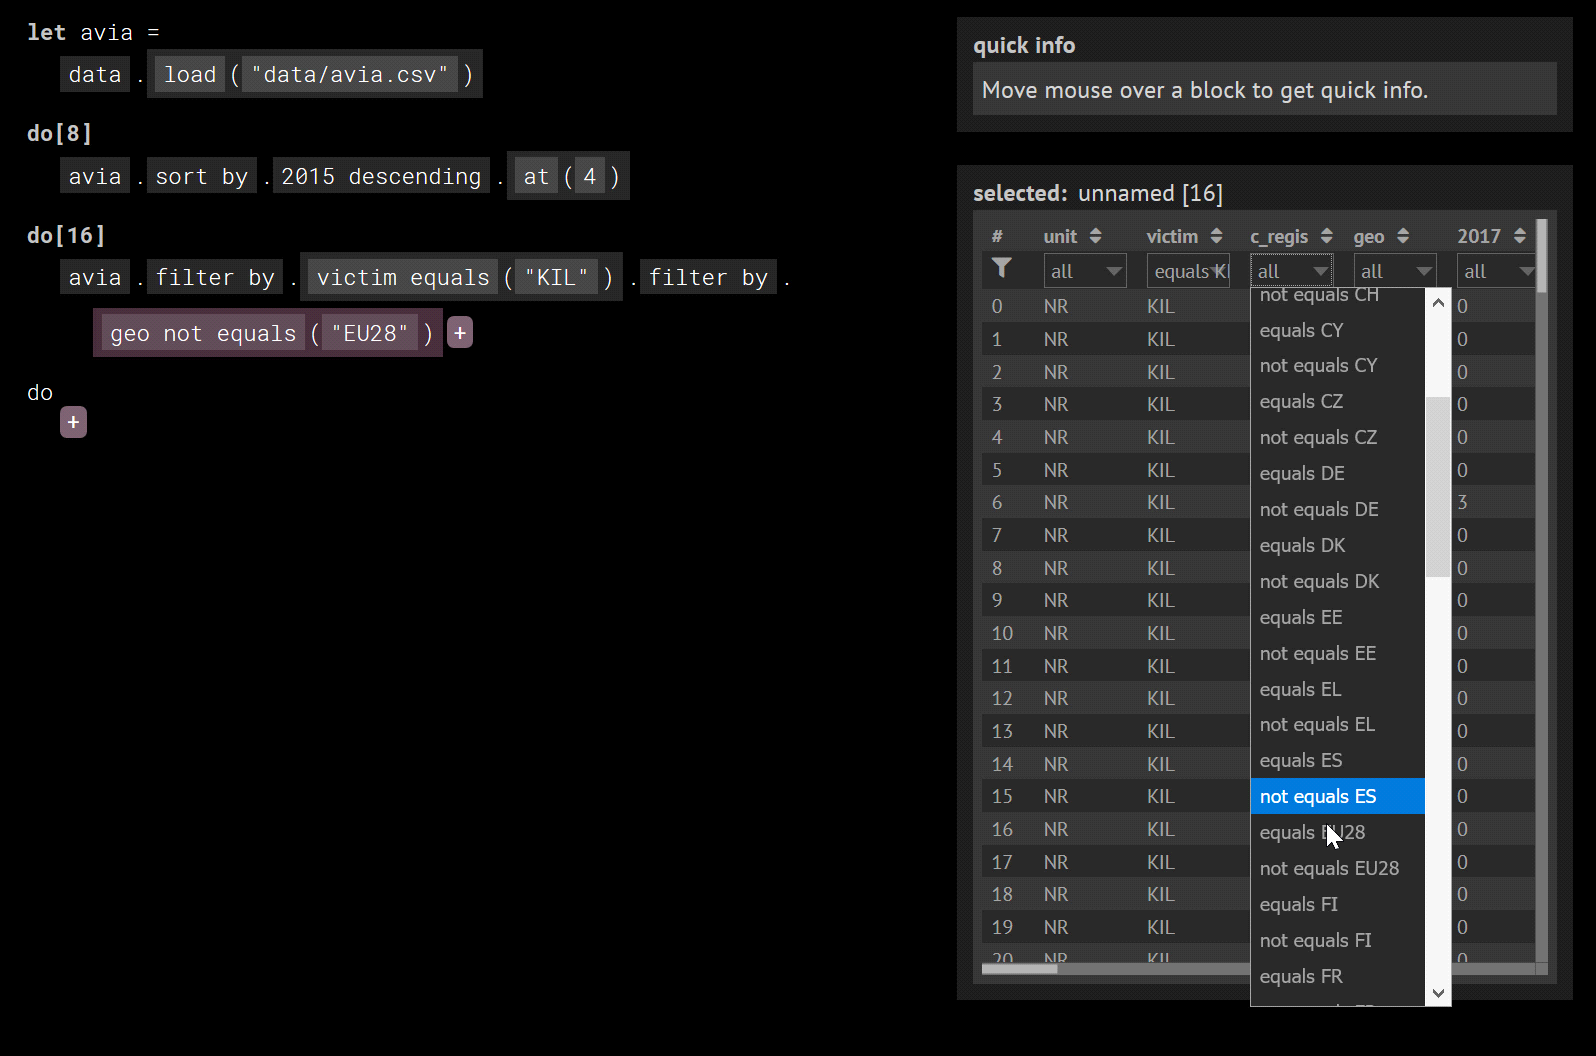 let avia =
data . load ( "data/avia.csv" )
do[8]
avia . sort by . 2015 descending . at ( 4 )
do[16]
avia . filter by . victim equals ( "KIL" ) . filter by .
geo not equals ( "EU28" ) +
do
+
quick info
Move mouse over a block to get quick info.
selected: unnamed [16]
# unit victim c_regis geo 2017
all equals KI all all all
0 NR KIL 0
1 NR KIL 0
2 NR KIL 0
3 NR KIL 0
4 NR KIL 0
5 NR KIL 0
6 NR KIL 3
7 NR KIL 0
8 NR KIL 0
9 NR KIL 0
10 NR KIL 0
11 NR KIL 0
12 NR KIL 0
13 NR KIL 0
14 NR KIL 0
15 NR KIL 0
16 NR KIL 0
17 NR KIL 0
18 NR KIL 0
19 NR KIL 0
20 NR KIL 0
not equals CH
equals CY
not equals CY
equals CZ
not equals CZ
equals DE
not equals DE
equals DK
not equals DK
equals EE
not equals EE
equals EL
not equals EL
equals ES
not equals ES
equals EU28
not equals EU28
equals FI
not equals FI
equals FR